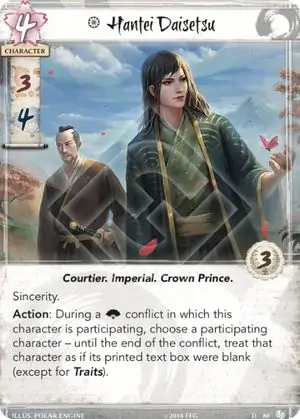 4
Hantei Daisetsu
CHARACTER
3
4
3
Courtier. Imperial. Crown Prince.
Sincerity.
Action: During a conflict in which this
character is participating, choose a participating
character – until the end of the conflict, treat that
character as if its printed text box were blank
(except for Traits).
ILLUS: POLAR ENGINE
©2018 FFG